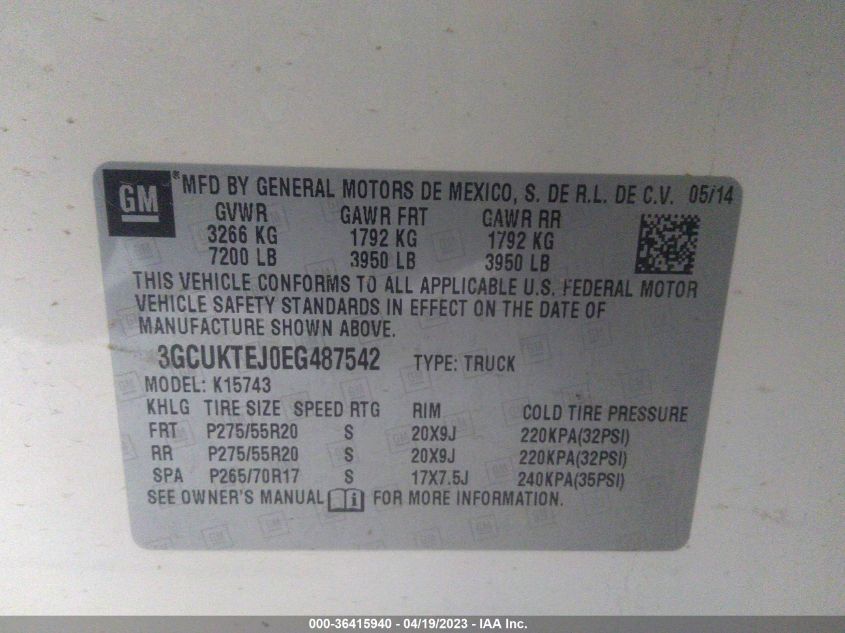 GM ® MFD BY GENERAL MOTORS DE MEXICO, S. DE R.L. DE C.V. 05/14
GVWR GAWR FRT GAWR RR
3266 KG 1792 KG 1792 KG
7200 LB 3950 LB 3950 LB
THIS VEHICLE CONFORMS TO ALL APPLICABLE U.S. FEDERAL MOTOR
VEHICLE SAFETY STANDARDS IN EFFECT ON THE DATE OF
MANUFACTURE SHOWN ABOVE.
3GCUKTEJ0EG487542 TYPE: TRUCK
MODEL: K15743
KHLG TIRE SIZE SPEED RTG RIM COLD TIRE PRESSURE
FRT P275/55R20 S 20X9J 220KPA(32PSI)
RR P275/55R20 S 20X9J 220KPA(32PSI)
SPA P265/70R17 S 17X7.5J 240KPA(35PSI)
SEE OWNER'S MANUAL i FOR MORE INFORMATION.
000-36415940 - 04/19/2023 - IAA Inc.